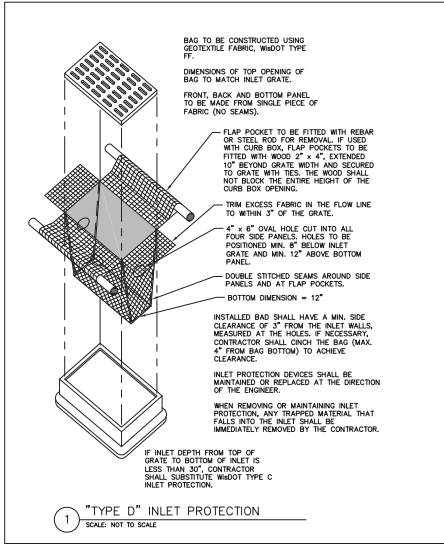 BAG TO BE CONSTRUCTED USING
GEOTEXTILE FABRIC, WisDOT TYPE
FF.
DIMENSIONS OF TOP OPENING OF
BAG TO MATCH INLET GRATE.
FRONT, BACK AND BOTTOM PANEL
TO BE MADE FROM SINGLE PIECE OF
FABRIC (NO SEAMS).
FLAP POCKET TO BE FITTED WITH REBAR
OR STEEL ROD FOR REMOVAL. IF USED
WITH CURB BOX, FLAP POCKETS TO BE
FITTED WITH WOOD 2" x 4", EXTENDED
10" BEYOND GRATE WIDTH AND SECURED
TO GRATE WITH TIES. THE WOOD SHALL
NOT BLOCK THE ENTIRE HEIGHT OF THE
CURB BOX OPENING.
TRIM EXCESS FABRIC IN THE FLOW LINE
TO WITHIN 3" OF THE GRATE.
4" x 6" OVAL HOLE CUT INTO ALL
FOUR SIDE PANELS. HOLES TO BE
POSITIONED MIN. 8" BELOW INLET
GRATE AND MIN. 12" ABOVE BOTTOM
PANEL.
DOUBLE STITCHED SEAMS AROUND SIDE
PANELS AND AT FLAP POCKETS.
BOTTOM DIMENSION = 12"
INSTALLED BAD SHALL HAVE A MIN. SIDE
CLEARANCE OF 3" FROM THE INLET WALLS,
MEASURED AT THE HOLES. IF NECESSARY,
CONTRACTOR SHALL CINCH THE BAG (MAX.
4" FROM BAG BOTTOM) TO ACHIEVE
CLEARANCE.
INLET PROTECTION DEVICES SHALL BE
MAINTAINED OR REPLACED AT THE DIRECTION
OF THE ENGINEER.
WHEN REMOVING OR MAINTAINING INLET
PROTECTION, ANY TRAPPED MATERIAL THAT
FALLS INTO THE INLET SHALL BE
IMMEDIATELY REMOVED BY THE CONTRACTOR.
IF INLET DEPTH FROM TOP OF
GRATE TO BOTTOM OF INLET IS
LESS THAN 30", CONTRACTOR
SHALL SUBSTITUTE WisDOT TYPE C
INLET PROTECTION.
1 "TYPE D" INLET PROTECTION
SCALE: NOT TO SCALE